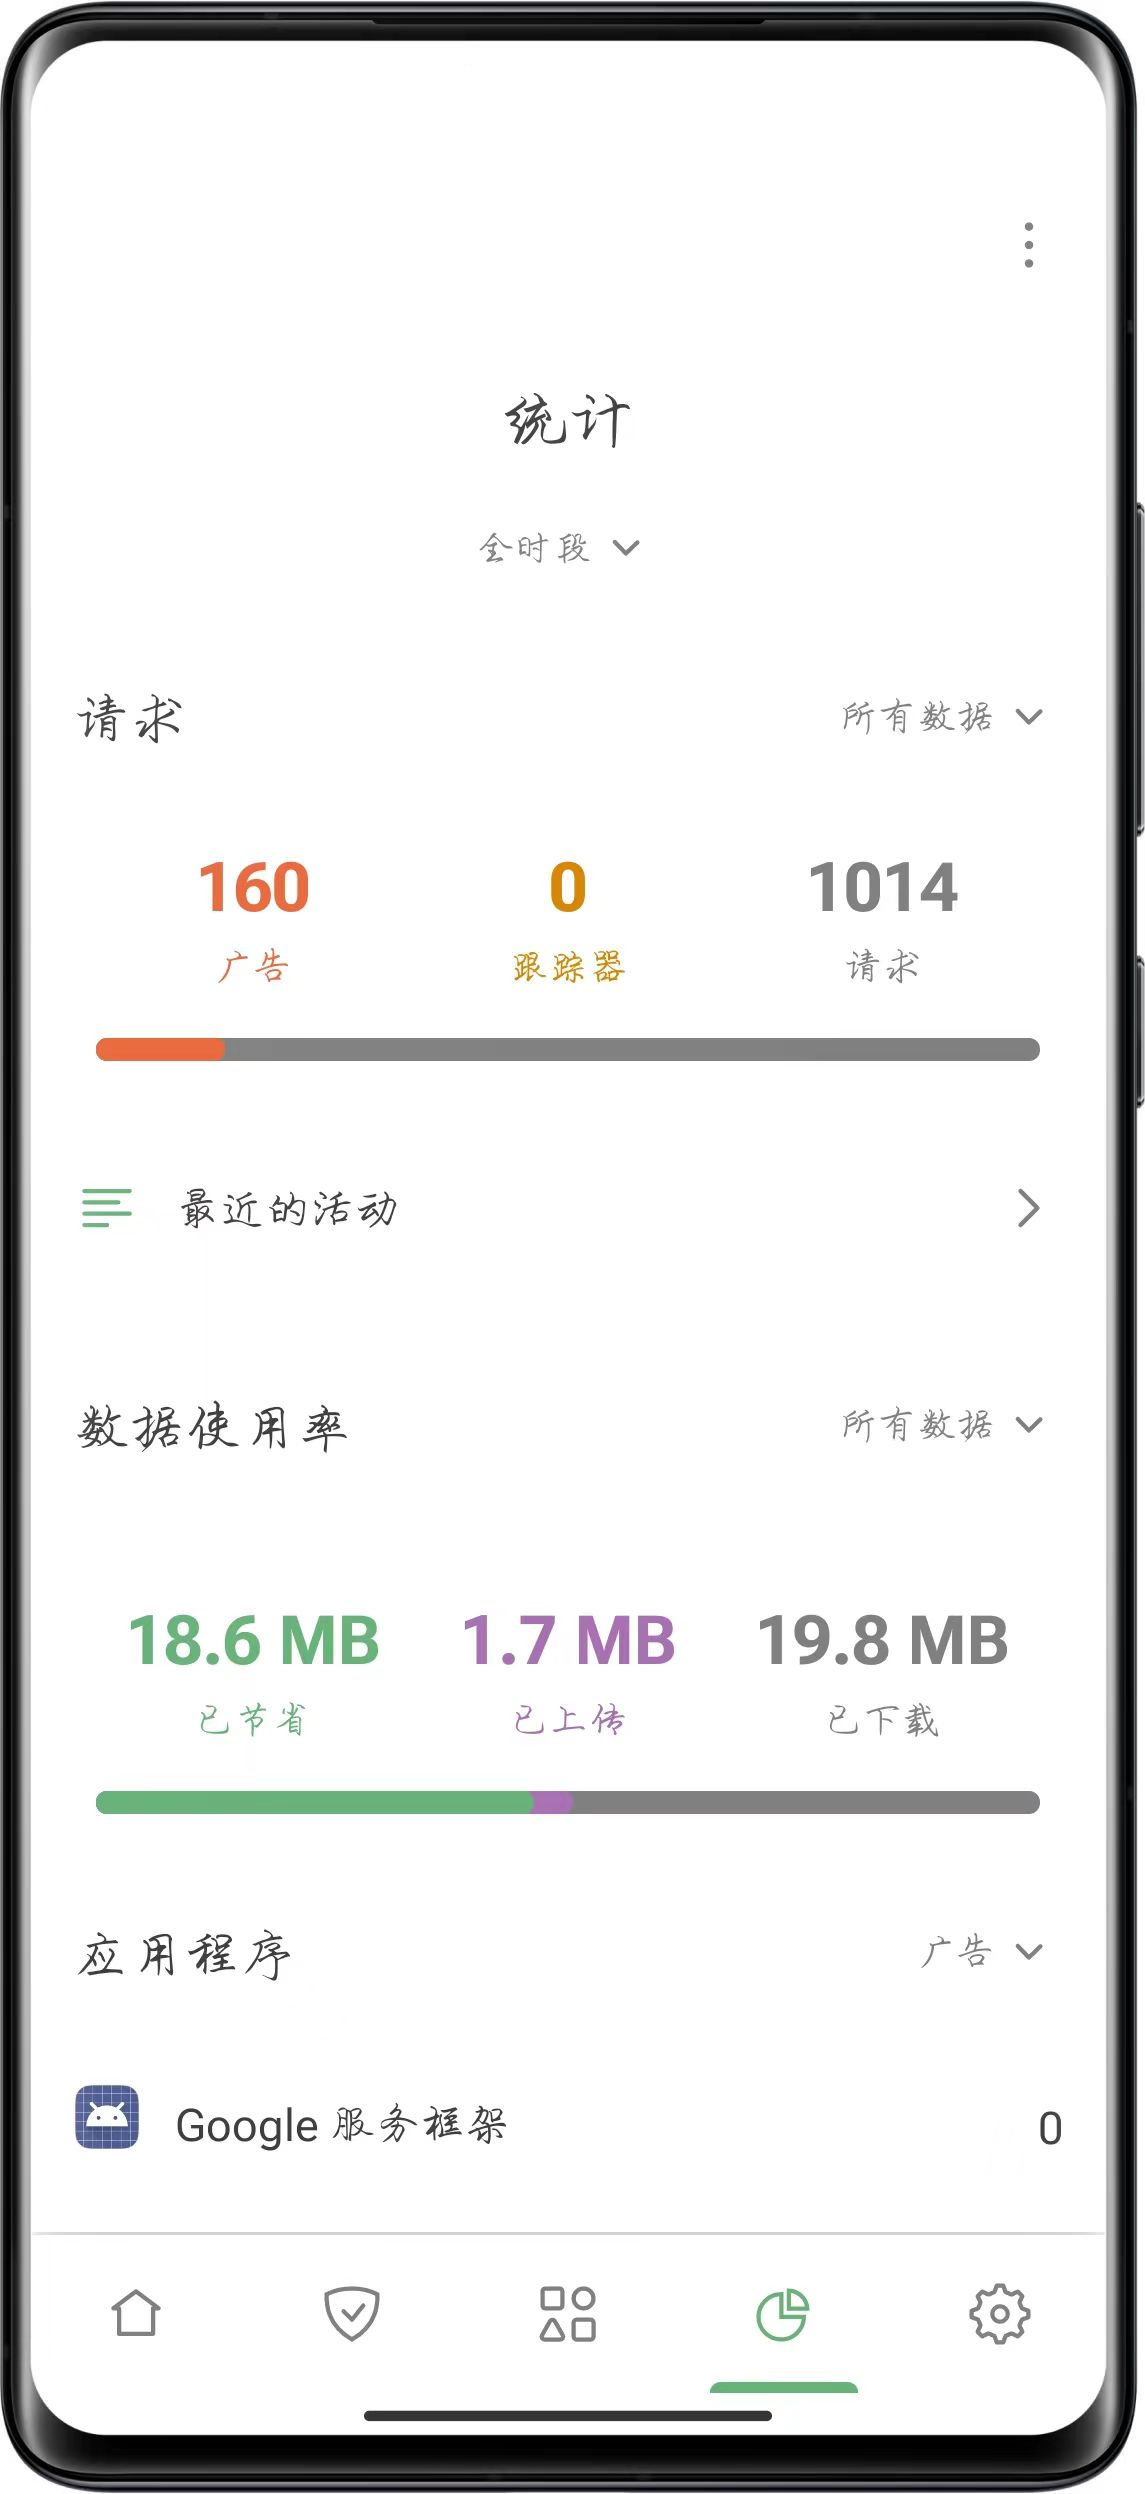 统计
全时段
请求 所有数据
160 0 1014
广告 跟踪器 请求
最近的活动
数据使用率 所有数据
18.6 MB 1.7 MB 19.8 MB
已节省 已上传 已下载
应用程序 广告
Google 服务框架 0